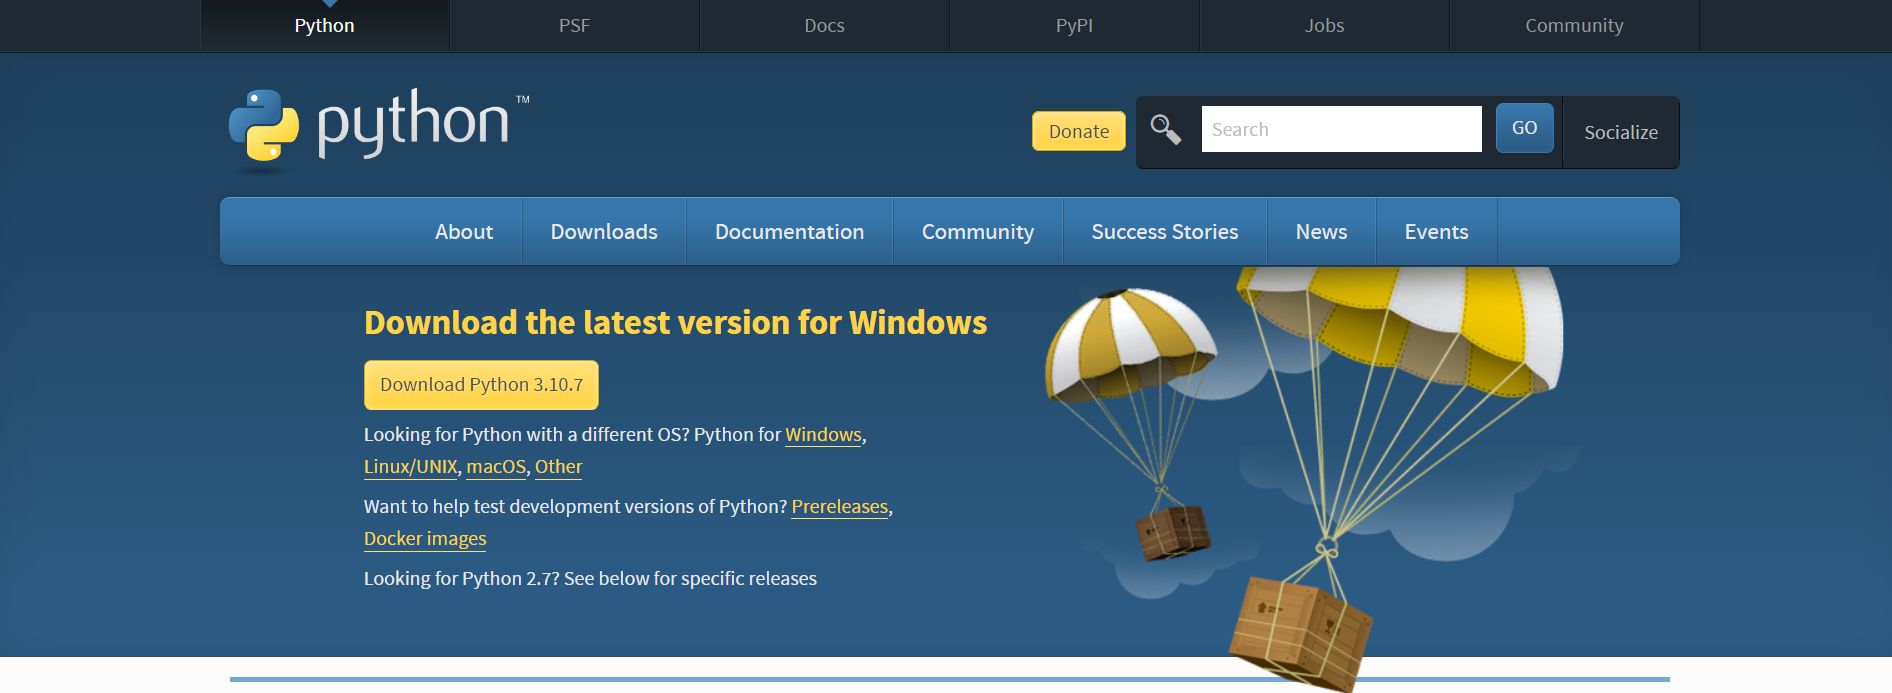 Python PSF Docs PyPI Jobs Community
python™
Donate Search GO Socialize
About Downloads Documentation Community Success Stories News Events
Download the latest version for Windows
Download Python 3.10.7
Looking for Python with a different OS? Python for Windows,
Linux/UNIX, macOS, Other
Want to help test development versions of Python? Prereleases,
Docker images
Looking for Python 2.7? See below for specific releases